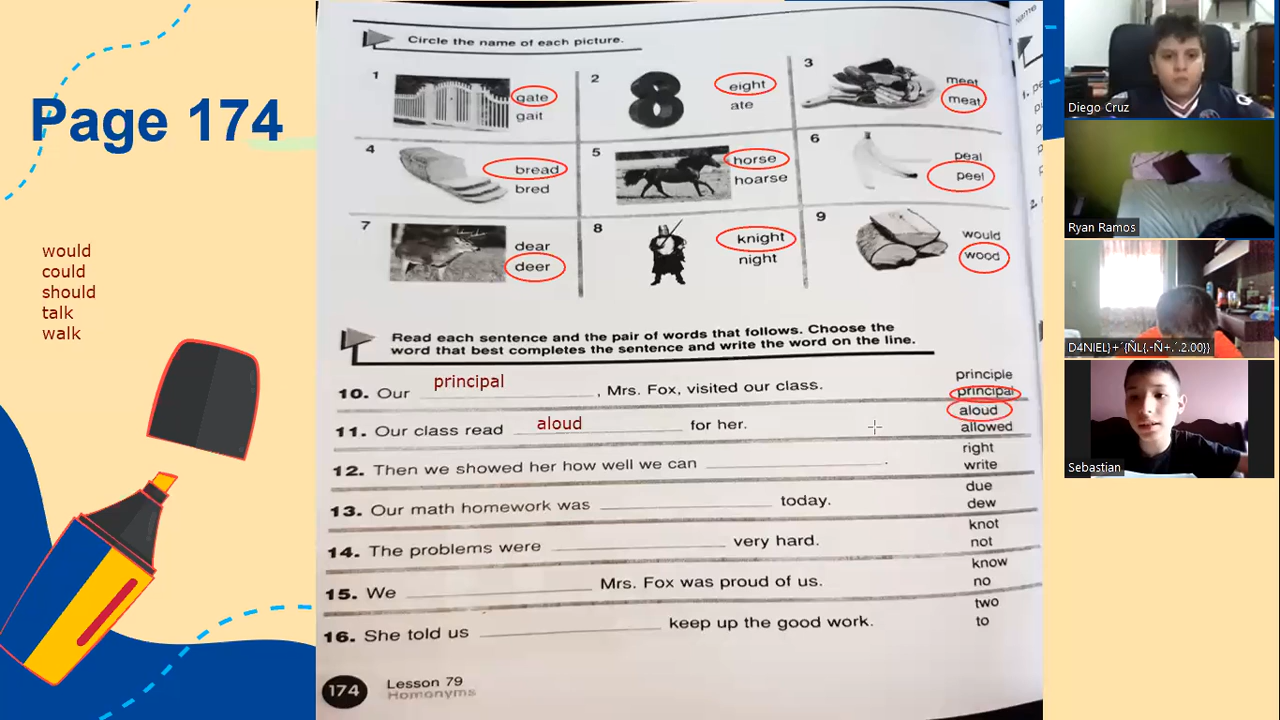 Page 174
would
could
should
talk
walk
Circle the name of each picture.
1
gate
gait
2
eight
ate
3
meet
meat
4
bread
bred
5
horse
hoarse
6
peal
peel
7
dear
deer
8
knight
night
9
would
wood
Read each sentence and the pair of words that follows. Choose the
word that best completes the sentence and write the word on the line.
10. Our principal, Mrs. Fox, visited our class.
principle
principal
11. Our class read aloud for her.
aloud
allowed
12. Then we showed her how well we can ____.
right
write
13. Our math homework was ____ today.
due
dew
14. The problems were ____ very hard.
knot
not
15. We ____ Mrs. Fox was proud of us.
know
no
16. She told us ____ keep up the good work.
two
to
174
Lesson 79
Homonyms
Name
Diego Cruz
Ryan Ramos
Sebastian